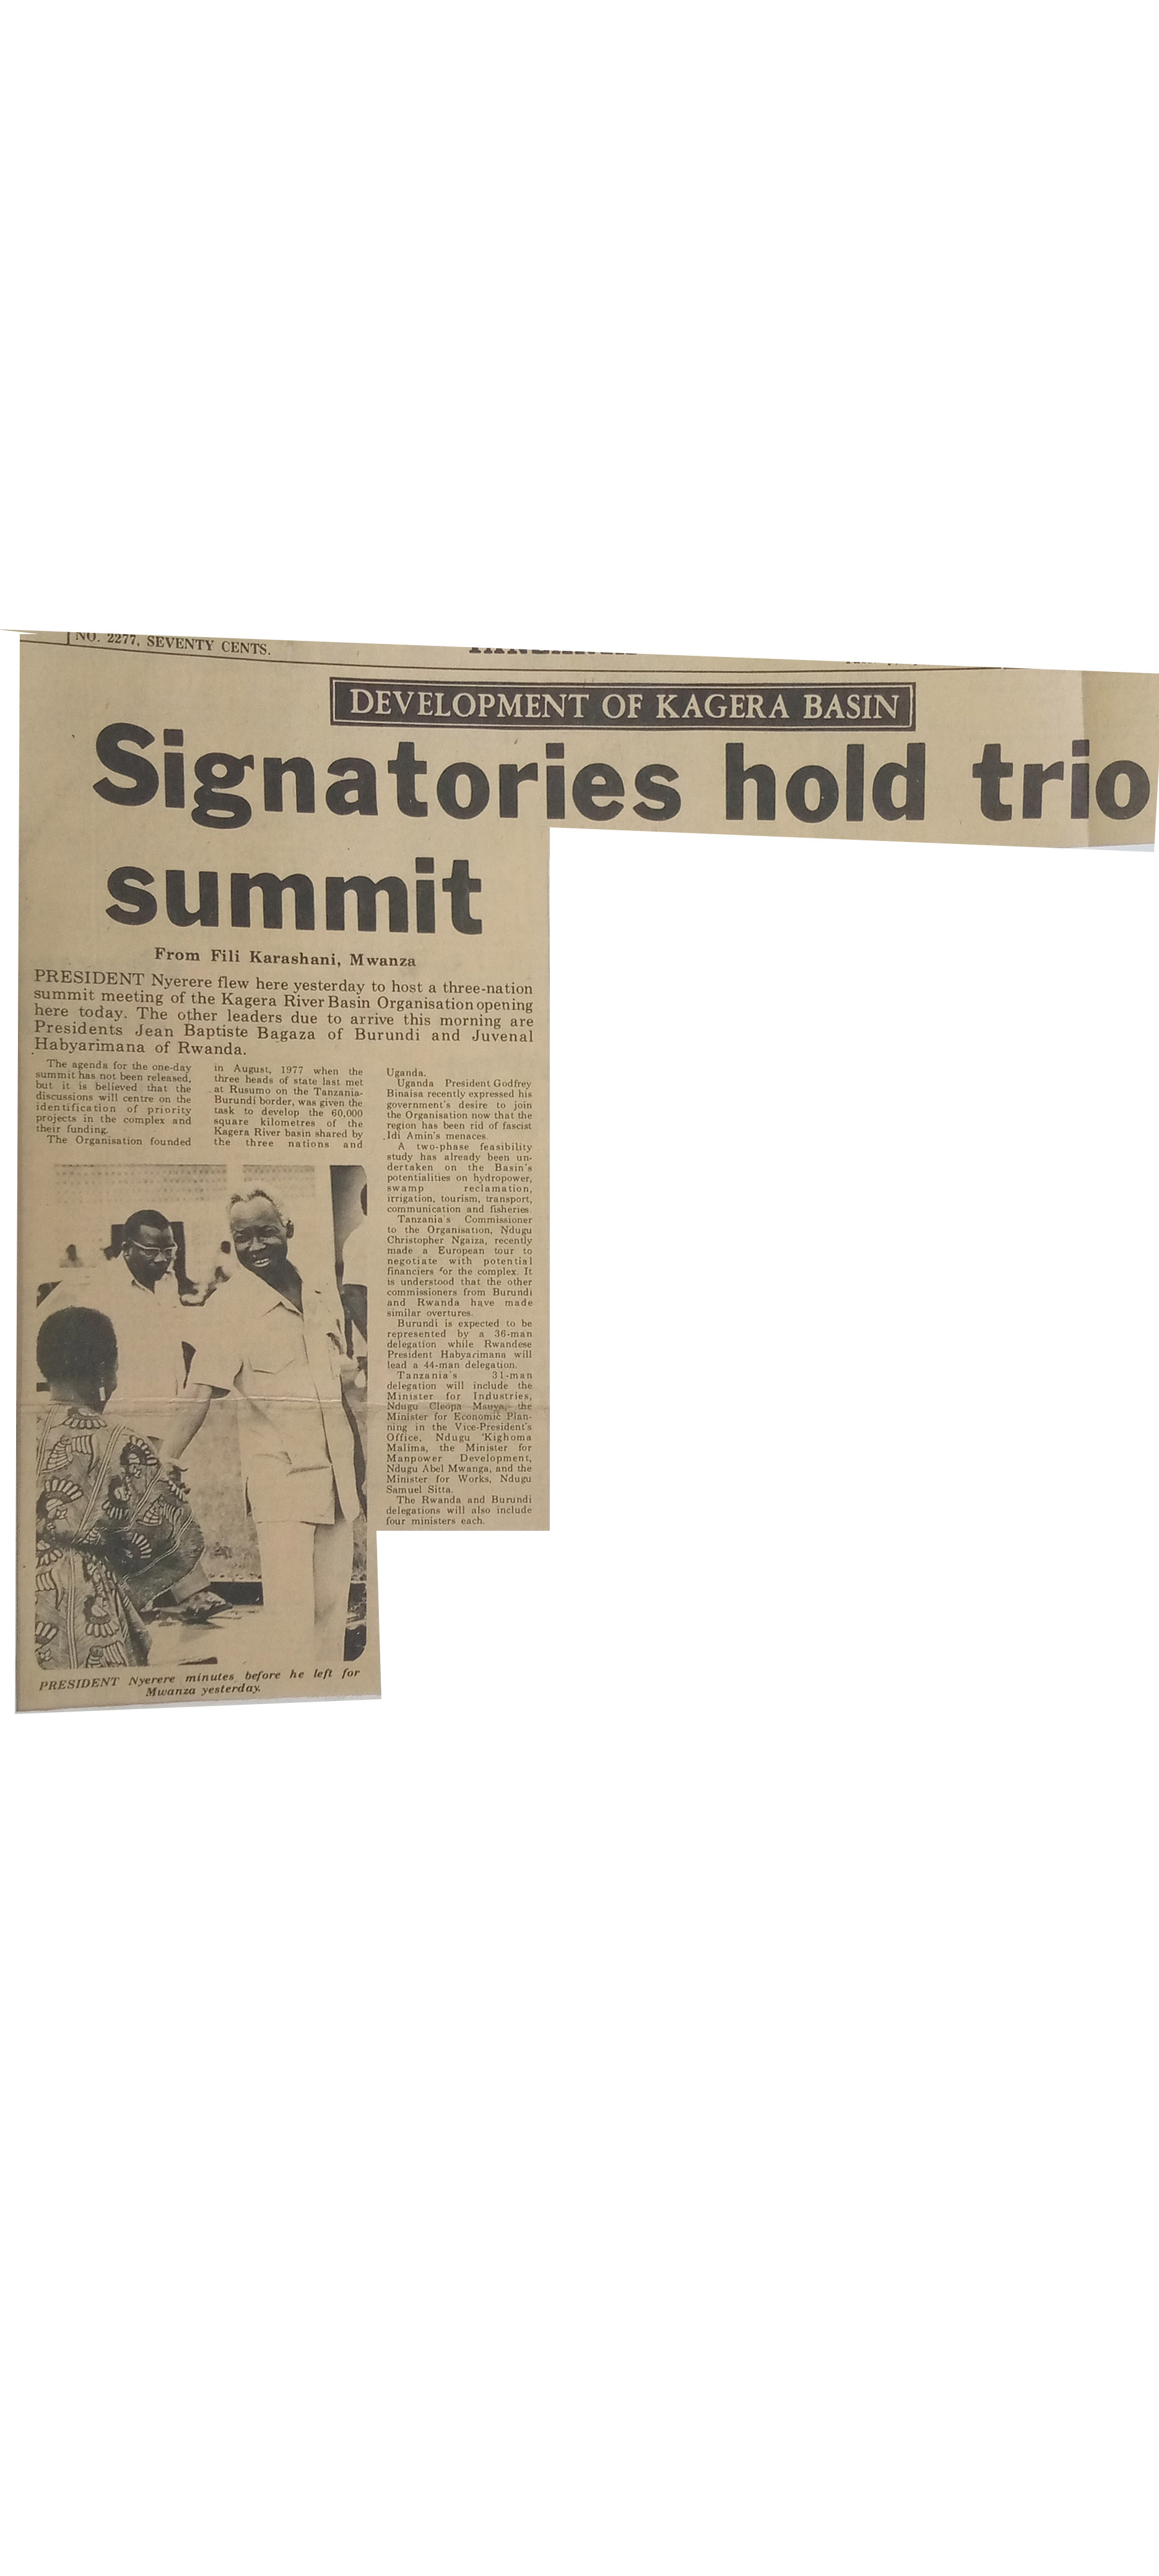 NO. 2277, SEVENTY CENTS.
DEVELOPMENT OF KAGERA BASIN
Signatories hold trio
summit
From Fili Karashani, Mwanza
PRESIDENT Nyerere flew here yesterday to host a three-nation
summit meeting of the Kagera River Basin Organisation opening
here today. The other leaders due to arrive this morning are
Presidents Jean Baptiste Bagaza of Burundi and Juvenal
Habyarimana of Rwanda.
The agenda for the one-day
summit has not been released,
but it is believed that the
discussions will centre on the
identification of priority
projects in the complex and
their funding.
The Organisation founded
in August, 1977 when the
three heads of state last met
at Rusumo on the Tanzania-
Burundi border, was given the
task to develop the 60,000
square kilometres of the
Kagera River basin shared by
the three nations and
Uganda.
Uganda President Godfrey
Binaisa recently expressed his
government's desire to join
the Organisation now that the
region has been rid of fascist
Idi Amin's menaces.
A two-phase feasibility
study has already been un-
dertaken on the Basin's
potentialities on hydropower,
swamp reclamation,
irrigation, tourism, transport,
communication and fisheries.
Tanzania's Commissioner
to the Organisation, Ndugu
Christopher Ngaiza, recently
made a European tour to
negotiate with potential
financiers for the complex. It
is understood that the other
commissioners from Burundi
and Rwanda have made
similar overtures.
Burundi is expected to be
represented by a 36-man
delegation while Rwandese
President Habyarimana will
lead a 44-man delegation.
Tanzania's 31-man
delegation will include the
Minister for Industries,
Ndugu Cleopa Msuya, the
Minister for Economic Plan-
ning in the Vice-President's
Office, Ndugu 'Kighoma
Malima, the Minister for
Manpower Development,
Ndugu Abel Mwanga, and the
Minister for Works, Ndugu
Samuel Sitta.
The Rwanda and Burundi
delegations will also include
four ministers each.
PRESIDENT Nyerere minutes before he left for
Mwanza yesterday.